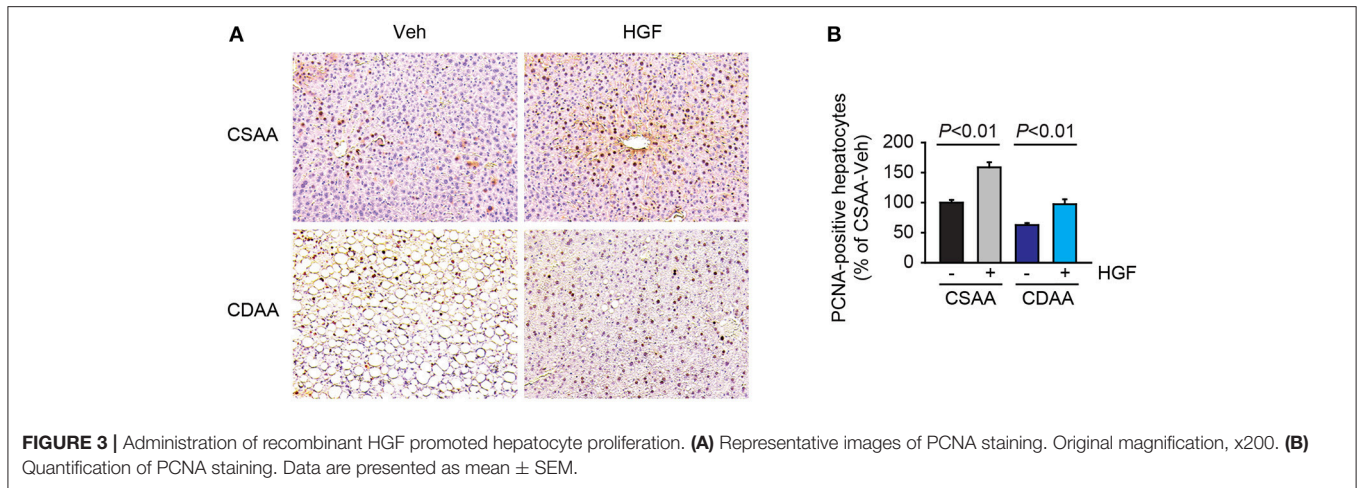 A
Veh
HGF
CSAA
CDAA
B
PCNA-positive hepatocytes
(% of CSAA-Veh)
P<0.01 P<0.01
200
150
100
50
0
- + - + HGF
CSAA CDAA
FIGURE 3 | Administration of recombinant HGF promoted hepatocyte proliferation. (A) Representative images of PCNA staining. Original magnification, x200. (B)
Quantification of PCNA staining. Data are presented as mean ± SEM.